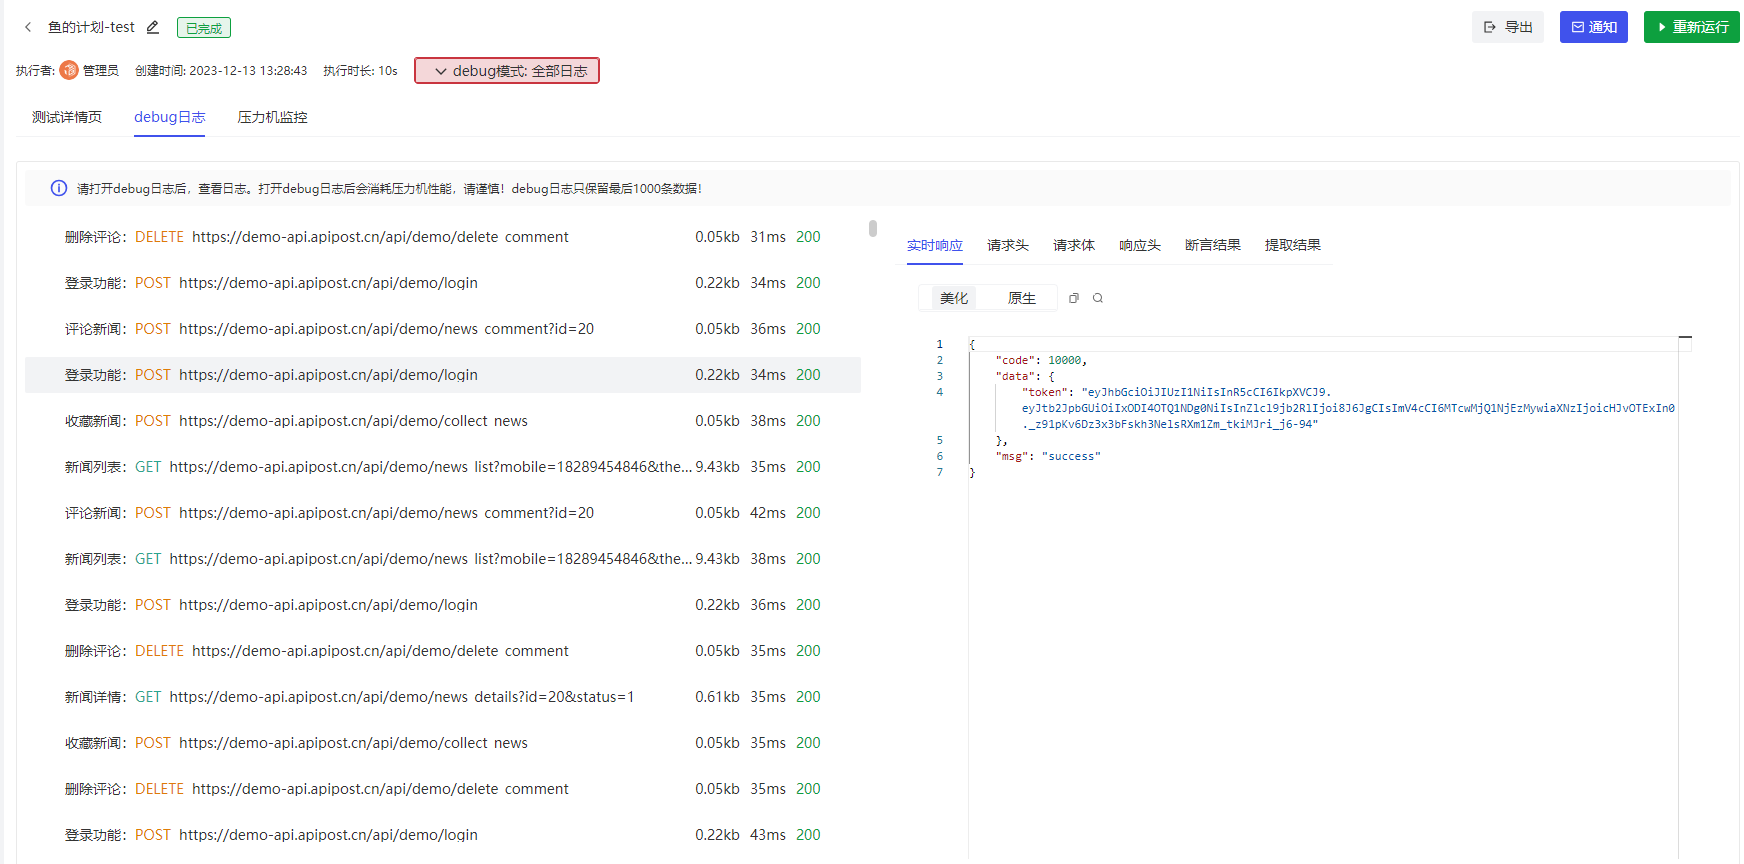 鱼的计划-test 已完成 导出 通知 重新运行
执行者: 管理员 创建时间: 2023-12-13 13:28:43 执行时长: 10s debug模式: 全部日志
测试详情页 debug日志 压力机监控
请打开debug日志后，查看日志。打开debug日志后会消耗压力机性能，请谨慎！debug日志只保留最后1000条数据！
删除评论： DELETE https://demo-api.apipost.cn/api/demo/delete_comment 0.05kb 31ms 200
登录功能： POST https://demo-api.apipost.cn/api/demo/login 0.22kb 34ms 200
评论新闻： POST https://demo-api.apipost.cn/api/demo/news_comment?id=20 0.05kb 36ms 200
登录功能： POST https://demo-api.apipost.cn/api/demo/login 0.22kb 34ms 200
收藏新闻： POST https://demo-api.apipost.cn/api/demo/collect_news 0.05kb 38ms 200
新闻列表： GET https://demo-api.apipost.cn/api/demo/news_list?mobile=18289454846&the... 9.43kb 35ms 200
评论新闻： POST https://demo-api.apipost.cn/api/demo/news_comment?id=20 0.05kb 42ms 200
新闻列表： GET https://demo-api.apipost.cn/api/demo/news_list?mobile=18289454846&the... 9.43kb 38ms 200
登录功能： POST https://demo-api.apipost.cn/api/demo/login 0.22kb 36ms 200
删除评论： DELETE https://demo-api.apipost.cn/api/demo/delete_comment 0.05kb 35ms 200
新闻详情： GET https://demo-api.apipost.cn/api/demo/news_details?id=20&status=1 0.61kb 35ms 200
收藏新闻： POST https://demo-api.apipost.cn/api/demo/collect_news 0.05kb 35ms 200
删除评论： DELETE https://demo-api.apipost.cn/api/demo/delete_comment 0.05kb 35ms 200
登录功能： POST https://demo-api.apipost.cn/api/demo/login 0.22kb 43ms 200
实时响应 请求头 请求体 响应头 断言结果 提取结果
美化 原生
1 {
2 "code": 10000,
3 "data": {
4 "token": "eyJhbGciOiJIUzI1NiIsInR5cCI6IkpXVCJ9.
eyJtb2JpbGUiOiIxODI4OTQ1NDg0NiIsInZlcl9jb2RlIjoi8J6JgCIsImV4cCI6MTcwMjQ1NjEzMywiaXNzIjoicHJvOTExIn0
._z91pKv6Dz3x3bFskh3NelsRXm1Zm_tkiMJri_j6-94"
5 },
6 "msg": "success"
7 }